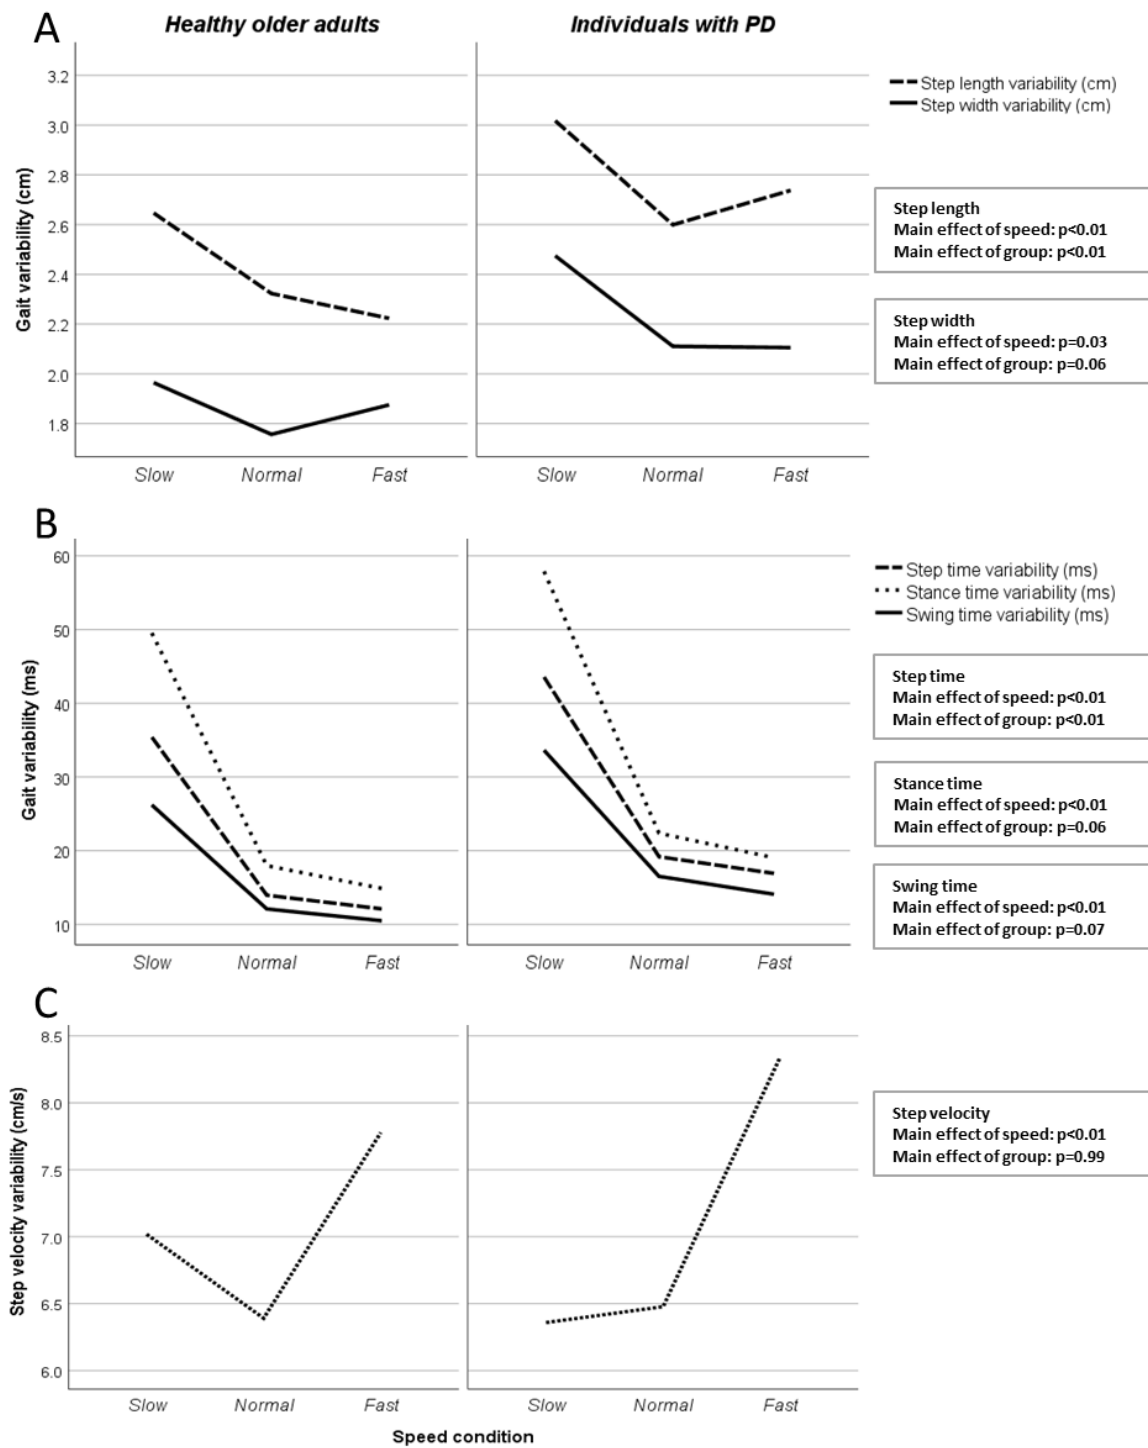 A
Healthy older adults
Individuals with PD
3.2
3.0
2.8
2.6
2.4
2.2
2.0
1.8
Gait variability (cm)
Slow
Normal
Fast
Slow
Normal
Fast
Step length variability (cm)
Step width variability (cm)
Step length
Main effect of speed: p<0.01
Main effect of group: p<0.01
Step width
Main effect of speed: p=0.03
Main effect of group: p=0.06
B
60
50
40
30
20
10
Gait variability (ms)
Slow
Normal
Fast
Slow
Normal
Fast
Step time variability (ms)
Stance time variability (ms)
Swing time variability (ms)
Step time
Main effect of speed: p<0.01
Main effect of group: p<0.01
Stance time
Main effect of speed: p<0.01
Main effect of group: p=0.06
Swing time
Main effect of speed: p<0.01
Main effect of group: p=0.07
C
8.5
8.0
7.5
7.0
6.5
6.0
Step velocity variability (cm/s)
Slow
Normal
Fast
Slow
Normal
Fast
Step velocity
Main effect of speed: p<0.01
Main effect of group: p=0.99
Speed condition